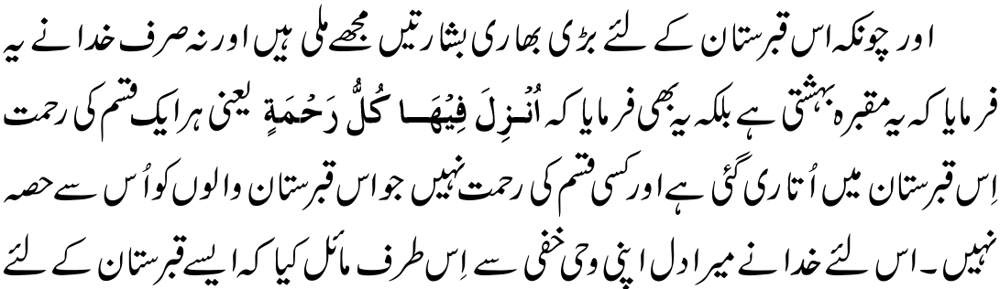 اور چونکہ اس قبرستان کے لئے بڑی بھاری بشارتیں مجھے ملی ہیں اور نہ صرف خدا نے یہ
فرمایا کہ یہ مقبرہ بہشتی ہے بلکہ یہ بھی فرمایا کہ اُنْزِلَ فِیْھَا کُلُّ رَحْمَةٍ یعنی ہر ایک قسم کی رحمت
اِس قبرستان میں اُتاری گئی ہے اور کسی قسم کی رحمت نہیں جو اس قبرستان والوں کو اُس سے حصہ
نہیں۔ اس لئے خدا نے میرا دل اپنی وحی خفی سے اِس طرف مائل کیا کہ ایسے قبرستان کے لئے